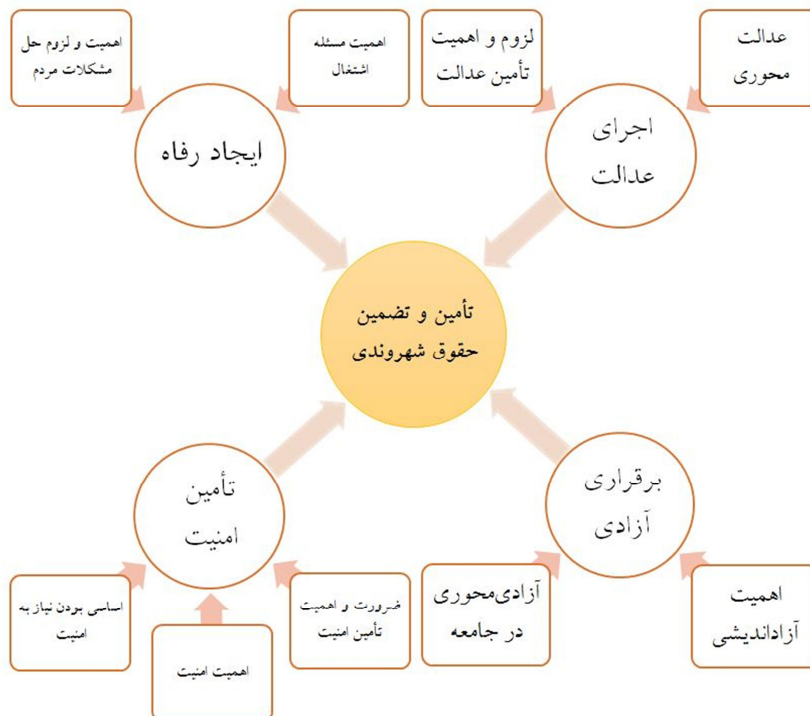 عدالت
محوری
لزوم و اهمیت
تأمین عدالت
اجرای
عدالت
اهمیت مسئله
اشتغال
اهمیت و لزوم حل
مشکلات مردم
ایجاد رفاه
تأمین و تضمین
حقوق شهروندی
برقراری
آزادی
اهمیت
آزاداندیشی
آزادی‌محوری
در جامعه
تأمین
امنیت
ضرورت و اهمیت
تأمین امنیت
اهمیت امنیت
اساسی بودن نیاز به
امنیت